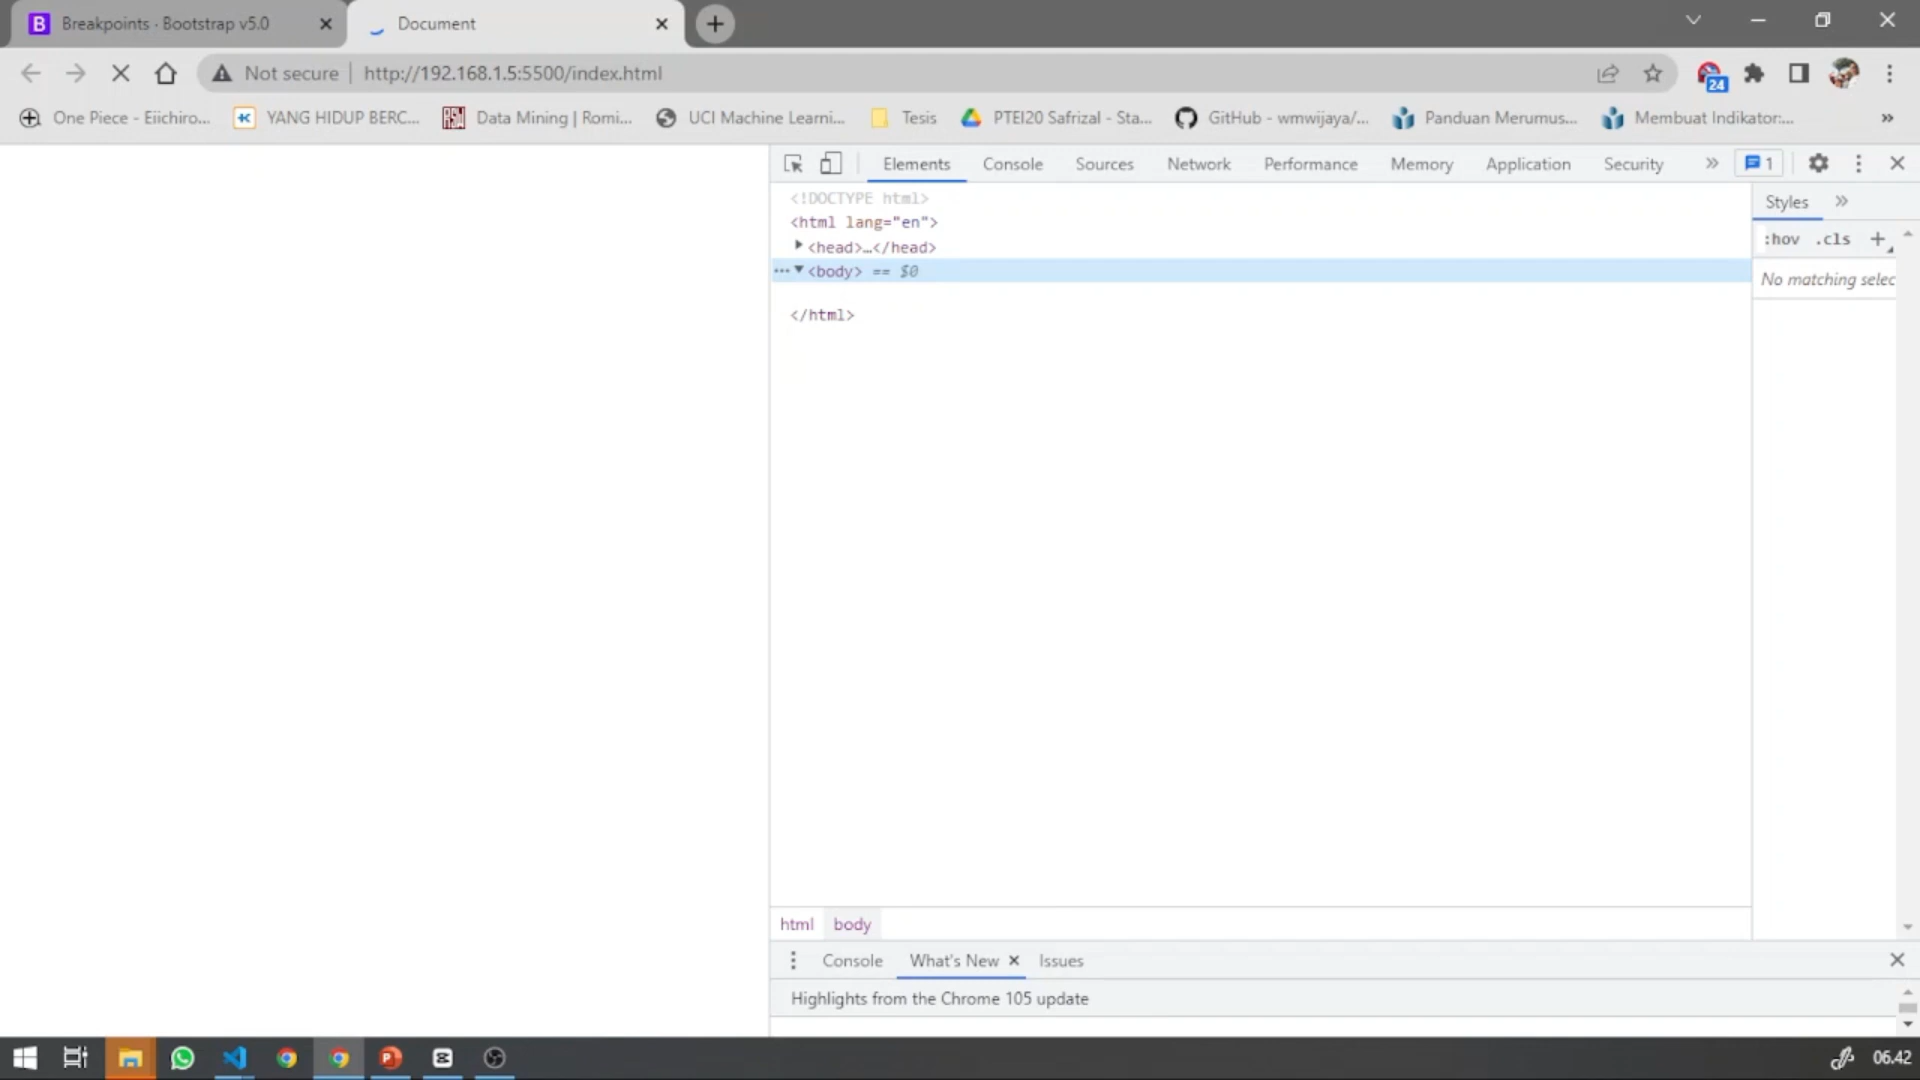 Breakpoints · Bootstrap v5.0
Document
Not secure | http://192.168.1.5:5500/index.html
One Piece - Eiichiro... YANG HIDUP BERC... Data Mining | Romi... UCI Machine Learni... Tesis PTEI20 Safrizal - Sta... GitHub - wmwijaya/... Panduan Merumus... Membuat Indikator:... »
Elements Console Sources Network Performance Memory Application Security » 1
<!DOCTYPE html>
<html lang="en">
<head>…</head>
<body> == $0
</html>
Styles »
:hov .cls +
No matching selec
html body
Console What's New Issues
Highlights from the Chrome 105 update
24
06.42